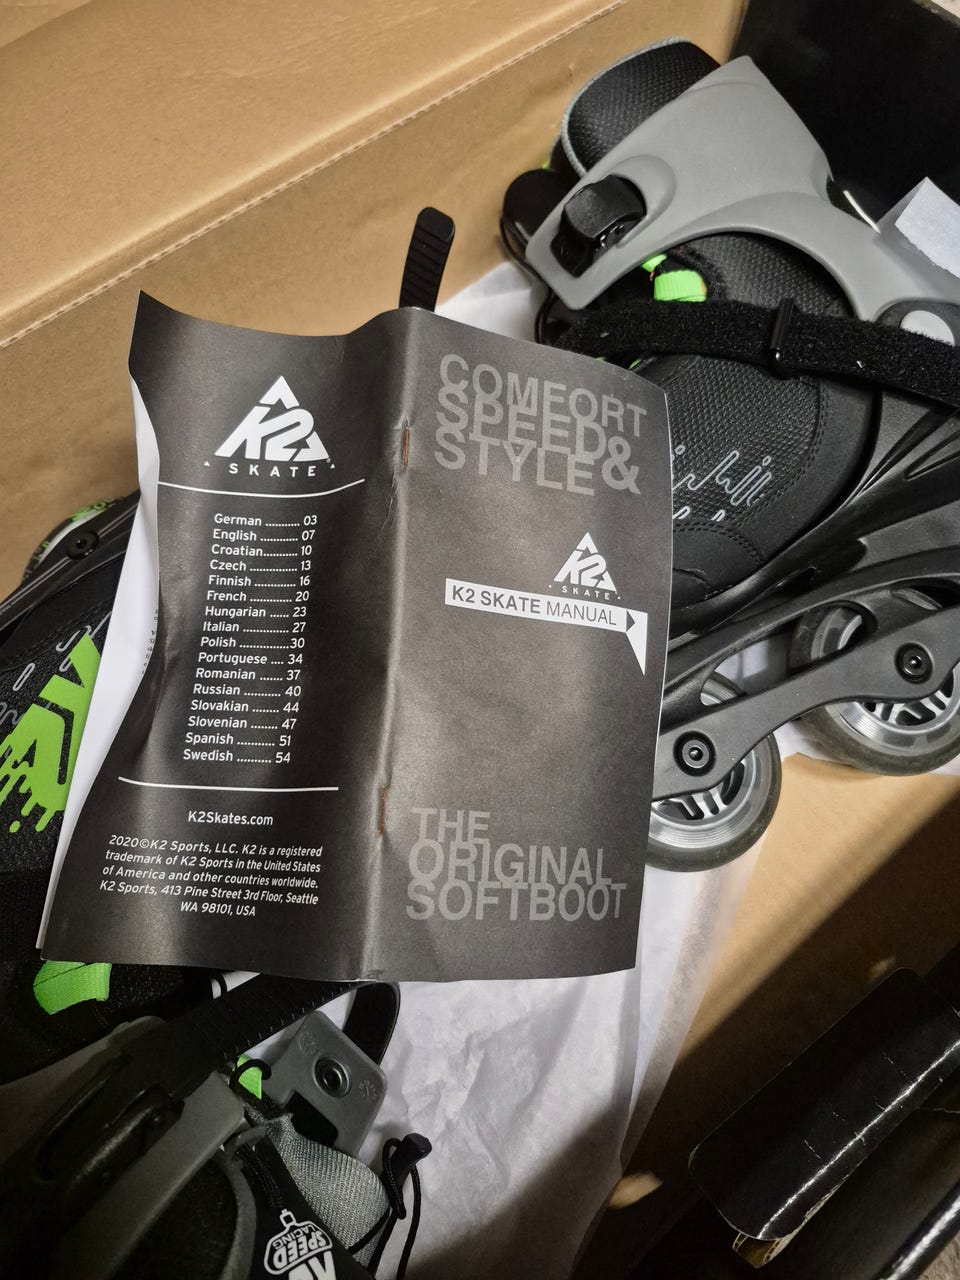 K2
SKATE
German ........... 03
English ........... 07
Croatian.......... 10
Czech ............ 13
Finnish ........... 16
French ........... 20
Hungarian ....... 23
Italian ............. 27
Polish ..............30
Portuguese .... 34
Romanian ....... 37
Russian .......... 40
Slovakian ........ 44
Slovenian ........ 47
Spanish ........... 51
Swedish .......... 54
K2Skates.com
2020©K2 Sports, LLC. K2 is a registered
trademark of K2 Sports in the United States
of America and other countries worldwide.
K2 Sports, 413 Pine Street 3rd Floor, Seattle
WA 98101, USA
COMFORT
SPEED&
STYLE
K2
SKATE
K2 SKATE MANUAL
THE
ORIGINAL
SOFTBOOT
SPEED
RACING